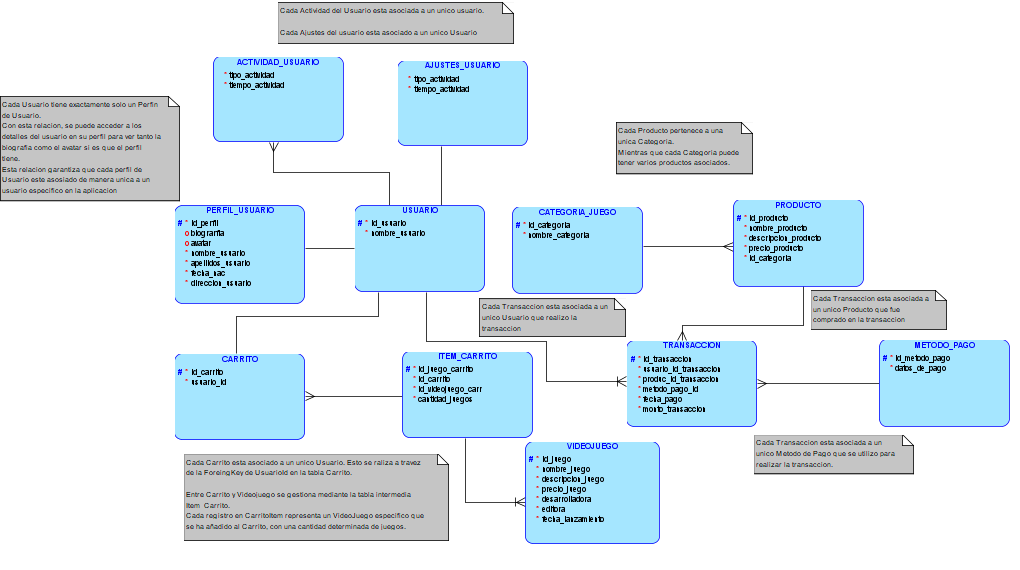 Cada Actividad del Usuario esta asociada a un unico usuario.
Cada Ajustes del usuario esta asociado a un unico Usuario
ACTIVIDAD_USUARIO
* tipo_actividad
* tiempo_actividad
AJUSTES_USUARIO
* tipo_actividad
* tiempo_actividad
Cada Usuario tiene exactamente solo un Perfin
de Usuario.
Con esta relacion, se puede acceder a los
detalles del usuario en su perfil para ver tanto la
biografia como el avatar si es que el perfil
tiene.
Esta relacion garantiza que cada perfil de
Usuario este asosiado de manera unica a un
usuario especifico en la aplicacion
Cada Producto pertenece a una
unica Categoria.
Mientras que cada Categoria puede
tener varios productos asociados.
PERFIL_USUARIO
# * id_perfil
o biograrfia
o avatar
* nombre_usuario
* apellidos_usuario
* fecha_nac
* direccion_usuario
USUARIO
# * id_usuario
* nombre_usuario
CATEGORIA_JUEGO
# * id_categoria
* nombre_categoria
PRODUCTO
# * id_producto
* nombre_producto
* descripcion_producto
* precio_producto
* id_categoria
Cada Transaccion esta asociada a un
unico Usuario que realizo la
transaccion
Cada Transaccion esta asociada a
un unico Producto que fue
comprado en la transaccion
CARRITO
# * id_carrito
* usuario_id
ITEM_CARRITO
# * id_juego_carrito
* id_carrito
* id_videojuego_carr
* cantidad_juegos
TRANSACCION
# * id_transaccion
* usuario_id_transaccion
* produc_id_transaccion
* metodo_pago_id
* fecha_pago
* monto_transaccion
METODO_PAGO
# * id_metodo_pago
* datos_de_pago
Cada Transaccion esta asociada a un
unico Metodo de Pago que se utilizo para
realizar la transaccion.
VIDEOJUEGO
# * id_juego
* nombre_juego
* descripcion_juego
* precio_juego
* desarrolladora
* editora
* fecha_lanzamiento
Cada Carrito esta asociado a un unico Usuario. Esto se raliza a travez
de la ForeingKey de UsuarioId en la tabla Carrito.
Entre Carrito y Videojuego se gestiona mediante la tabla intermedia
Item Carrito.
Cada registro en CarritoItem representa un VideoJuego especifico que
se ha añadido al Carrito, con una cantidad determinada de juegos.